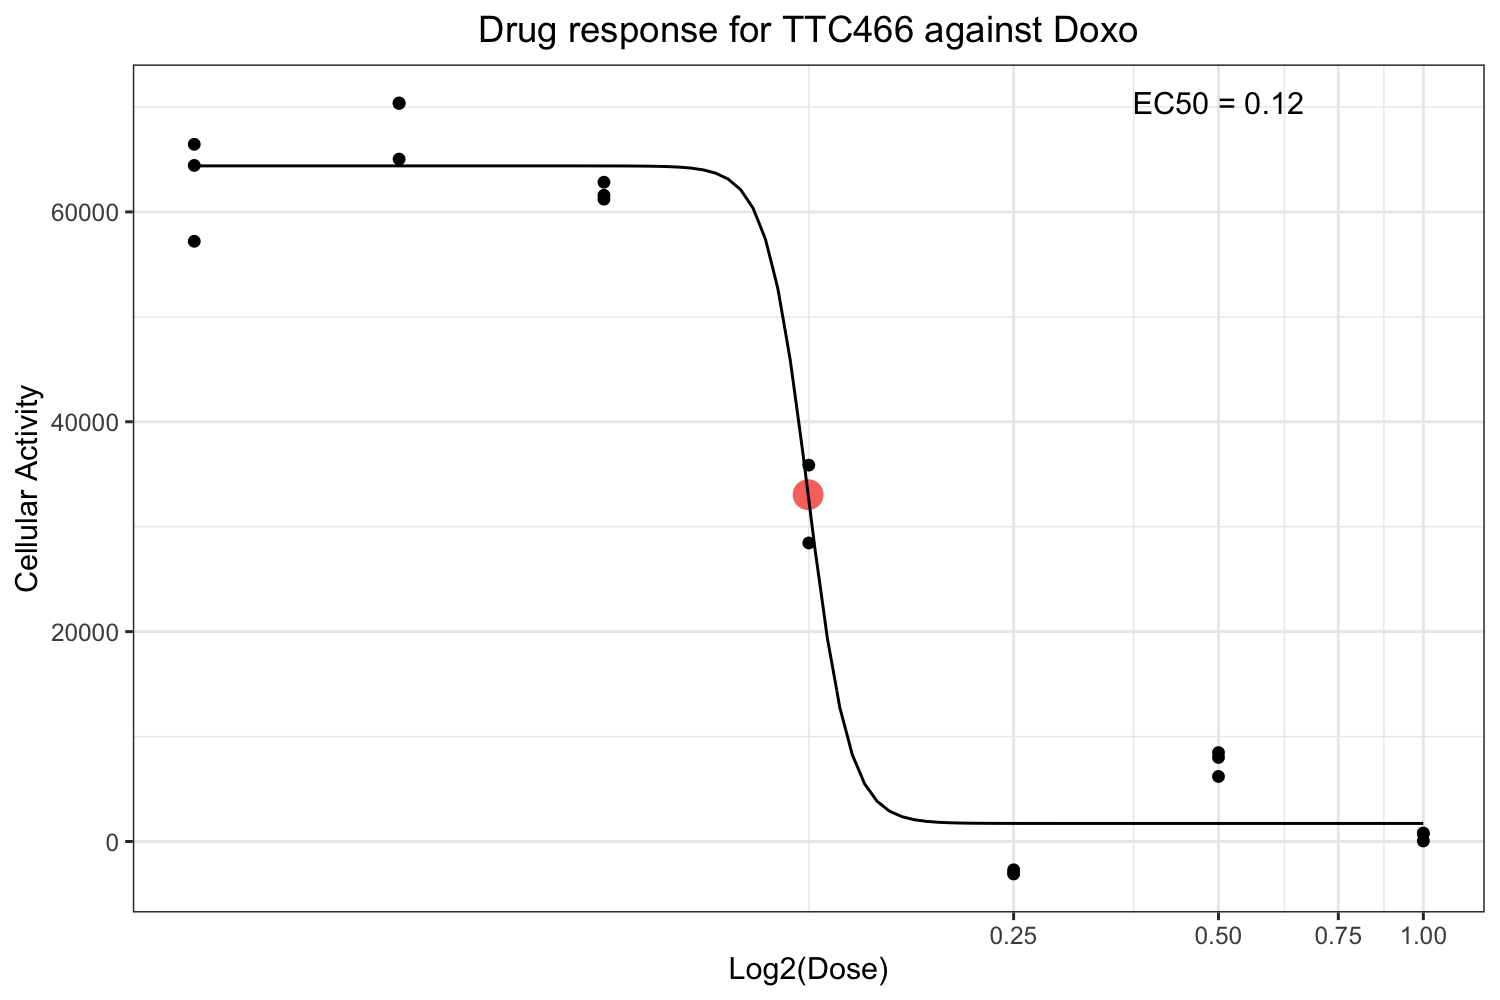 Drug response for TTC466 against Doxo
EC50 = 0.12
60000
40000
20000
0
Cellular Activity
0.25 0.50 0.75 1.00
Log2(Dose)